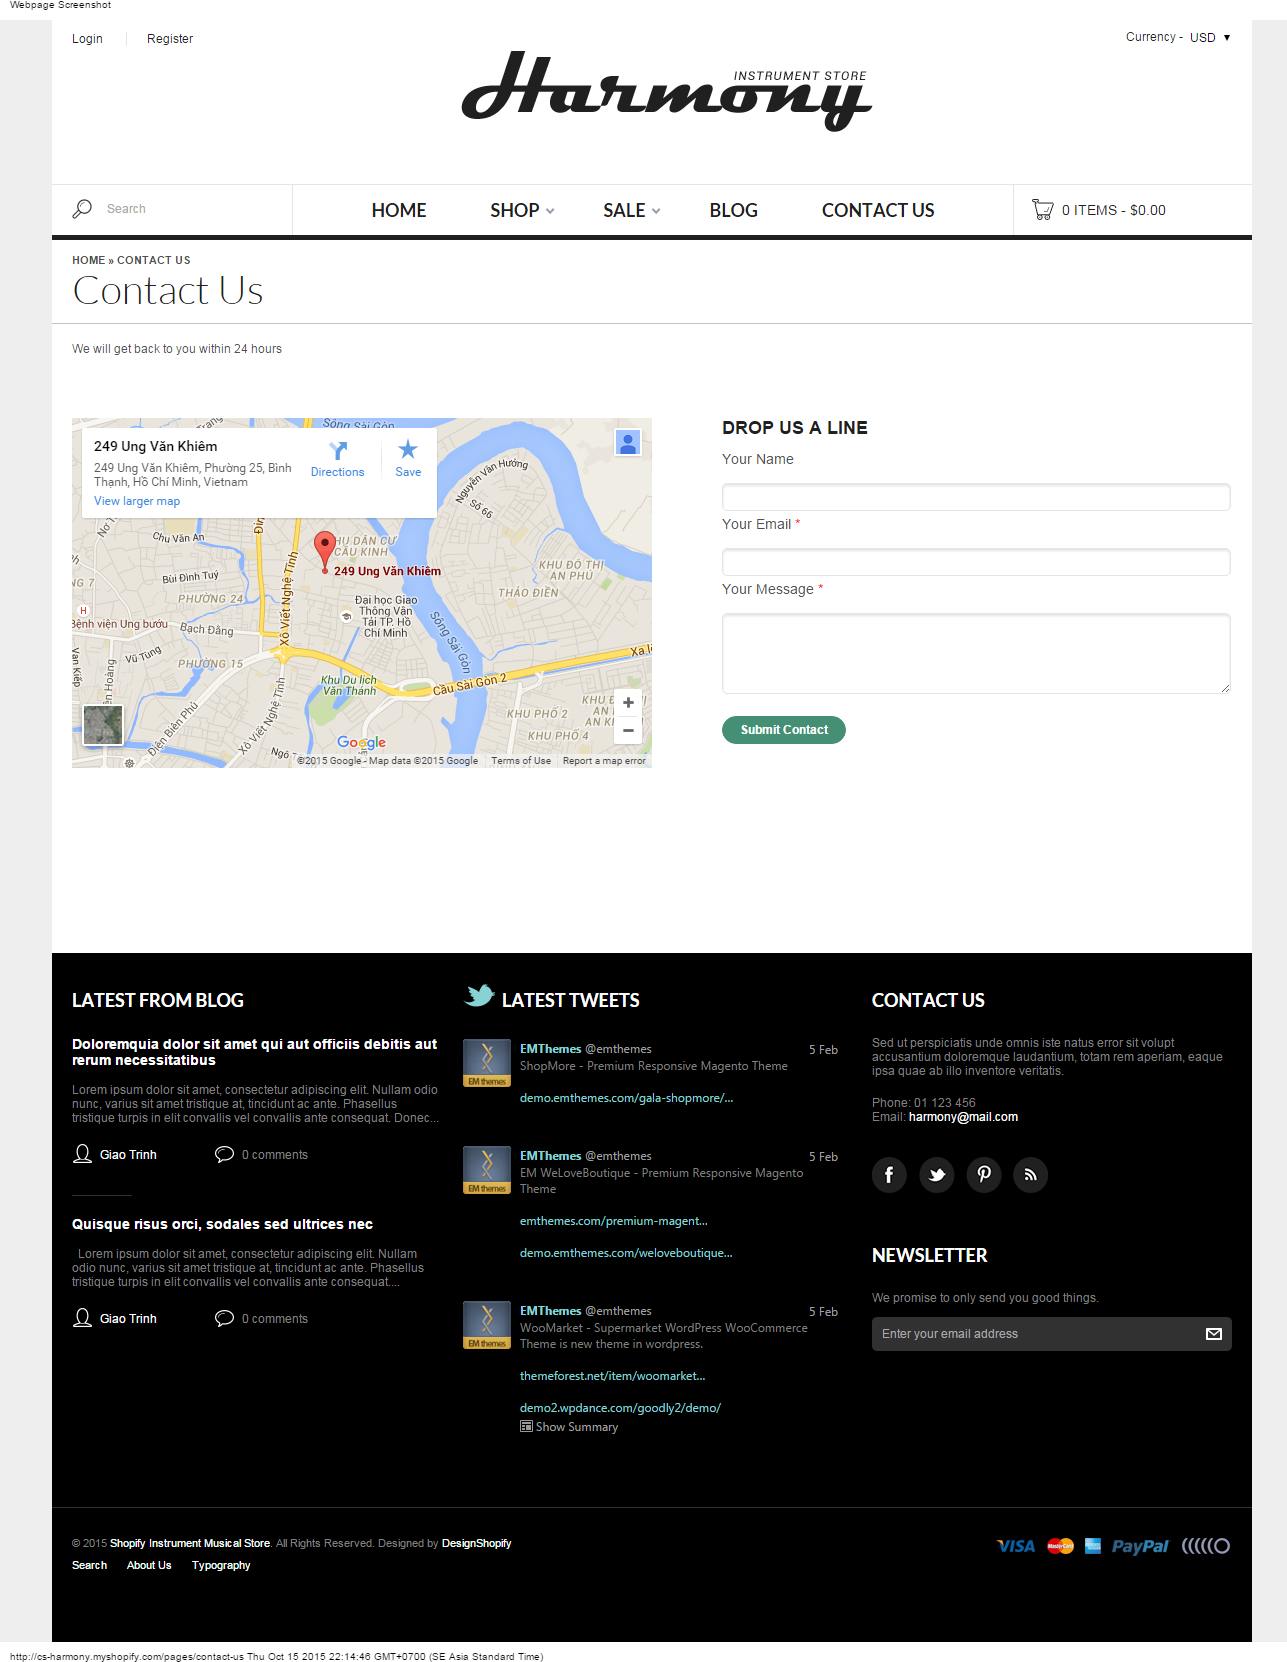 Webpage Screenshot
Login
Register
Currency - USD
INSTRUMENT STORE
Harmony
Search
HOME
SHOP
SALE
BLOG
CONTACT US
0 ITEMS - $0.00
HOME » CONTACT US
Contact Us
We will get back to you within 24 hours
249 Ung Văn Khiêm
249 Ung Văn Khiêm, Phường 25, Bình
Thạnh, Hồ Chí Minh, Vietnam
View larger map
Directions
Save
Sông Sài Gòn
Nguyễn Văn Hưởng
Số 66
Chu Văn An
KHU DÂN CƯ
CẦU KINH
249 Ung Văn Khiêm
Bùi Đình Tuý
KHU ĐÔ THỊ
AN PHÚ
THẢO ĐIỀN
PHƯỜNG 24
Xô Viết Nghệ Tĩnh
Đại học Giao
Thông Vận
Tải TP. Hồ
Chí Minh
H
Bệnh viện Ung bướu
Bạch Đằng
Sông Sài Gòn
Vũ Tùng
PHƯỜNG 15
Khu Du lịch
Văn Thánh
Cầu Sài Gòn 2
Điện Biên Phủ
Xô Viết Nghệ Tĩnh
KHU PHỐ 2
KHU PHỐ 4
Google
©2015 Google - Map data ©2015 Google
Terms of Use
Report a map error
DROP US A LINE
Your Name
Your Email *
Your Message *
Submit Contact
LATEST FROM BLOG
Doloremquia dolor sit amet qui aut officiis debitis aut
rerum necessitatibus
Lorem ipsum dolor sit amet, consectetur adipiscing elit. Nullam odio
nunc, varius sit amet tristique at, tincidunt ac ante. Phasellus
tristique turpis in elit convallis vel convallis ante consequat. Donec...
Giao Trinh
0 comments
Quisque risus orci, sodales sed ultrices nec
Lorem ipsum dolor sit amet, consectetur adipiscing elit. Nullam
odio nunc, varius sit amet tristique at, tincidunt ac ante. Phasellus
tristique turpis in elit convallis vel convallis ante consequat....
Giao Trinh
0 comments
LATEST TWEETS
EM themes
EMThemes @emthemes
5 Feb
ShopMore - Premium Responsive Magento Theme
demo.emthemes.com/gala-shopmore/...
EM themes
EMThemes @emthemes
5 Feb
EM WeLoveBoutique - Premium Responsive Magento
Theme
emthemes.com/premium-magent...
demo.emthemes.com/weloveboutique...
EM themes
EMThemes @emthemes
5 Feb
WooMarket - Supermarket WordPress WooCommerce
Theme is new theme in wordpress.
themeforest.net/item/woomarket...
demo2.wpdance.com/goodly2/demo/
Show Summary
CONTACT US
Sed ut perspiciatis unde omnis iste natus error sit volupt
accusantium doloremque laudantium, totam rem aperiam, eaque
ipsa quae ab illo inventore veritatis.
Phone: 01 123 456
Email: harmony@mail.com
NEWSLETTER
We promise to only send you good things.
Enter your email address
© 2015 Shopify Instrument Musical Store. All Rights Reserved. Designed by DesignShopify
Search
About Us
Typography
VISA
MasterCard
PayPal
http://cs-harmony.myshopify.com/pages/contact-us Thu Oct 15 2015 22:14:46 GMT+0700 (SE Asia Standard Time)